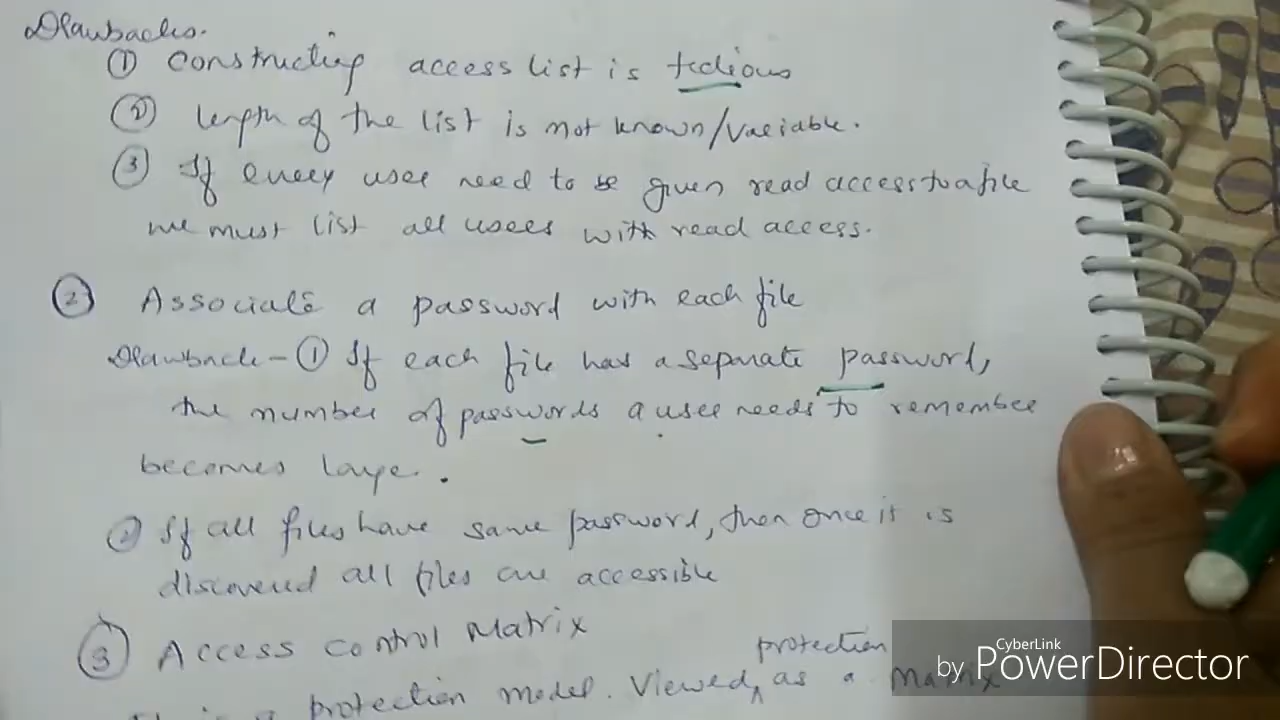 Drawbacks.
① Constructing access list is tedious
② length of the list is not known/variable.
③ If every user need to be given read access to a file
we must list all users with read access.
② Associate a password with each file
Drawback - ① If each file has a separate password,
the number of passwords a user needs to remember
becomes large.
② If all files have same password, then once it is
discovered all files are accessible
③ Access Control Matrix
protection
protection model. Viewed ^ as a matrix
CyberLink
by PowerDirector